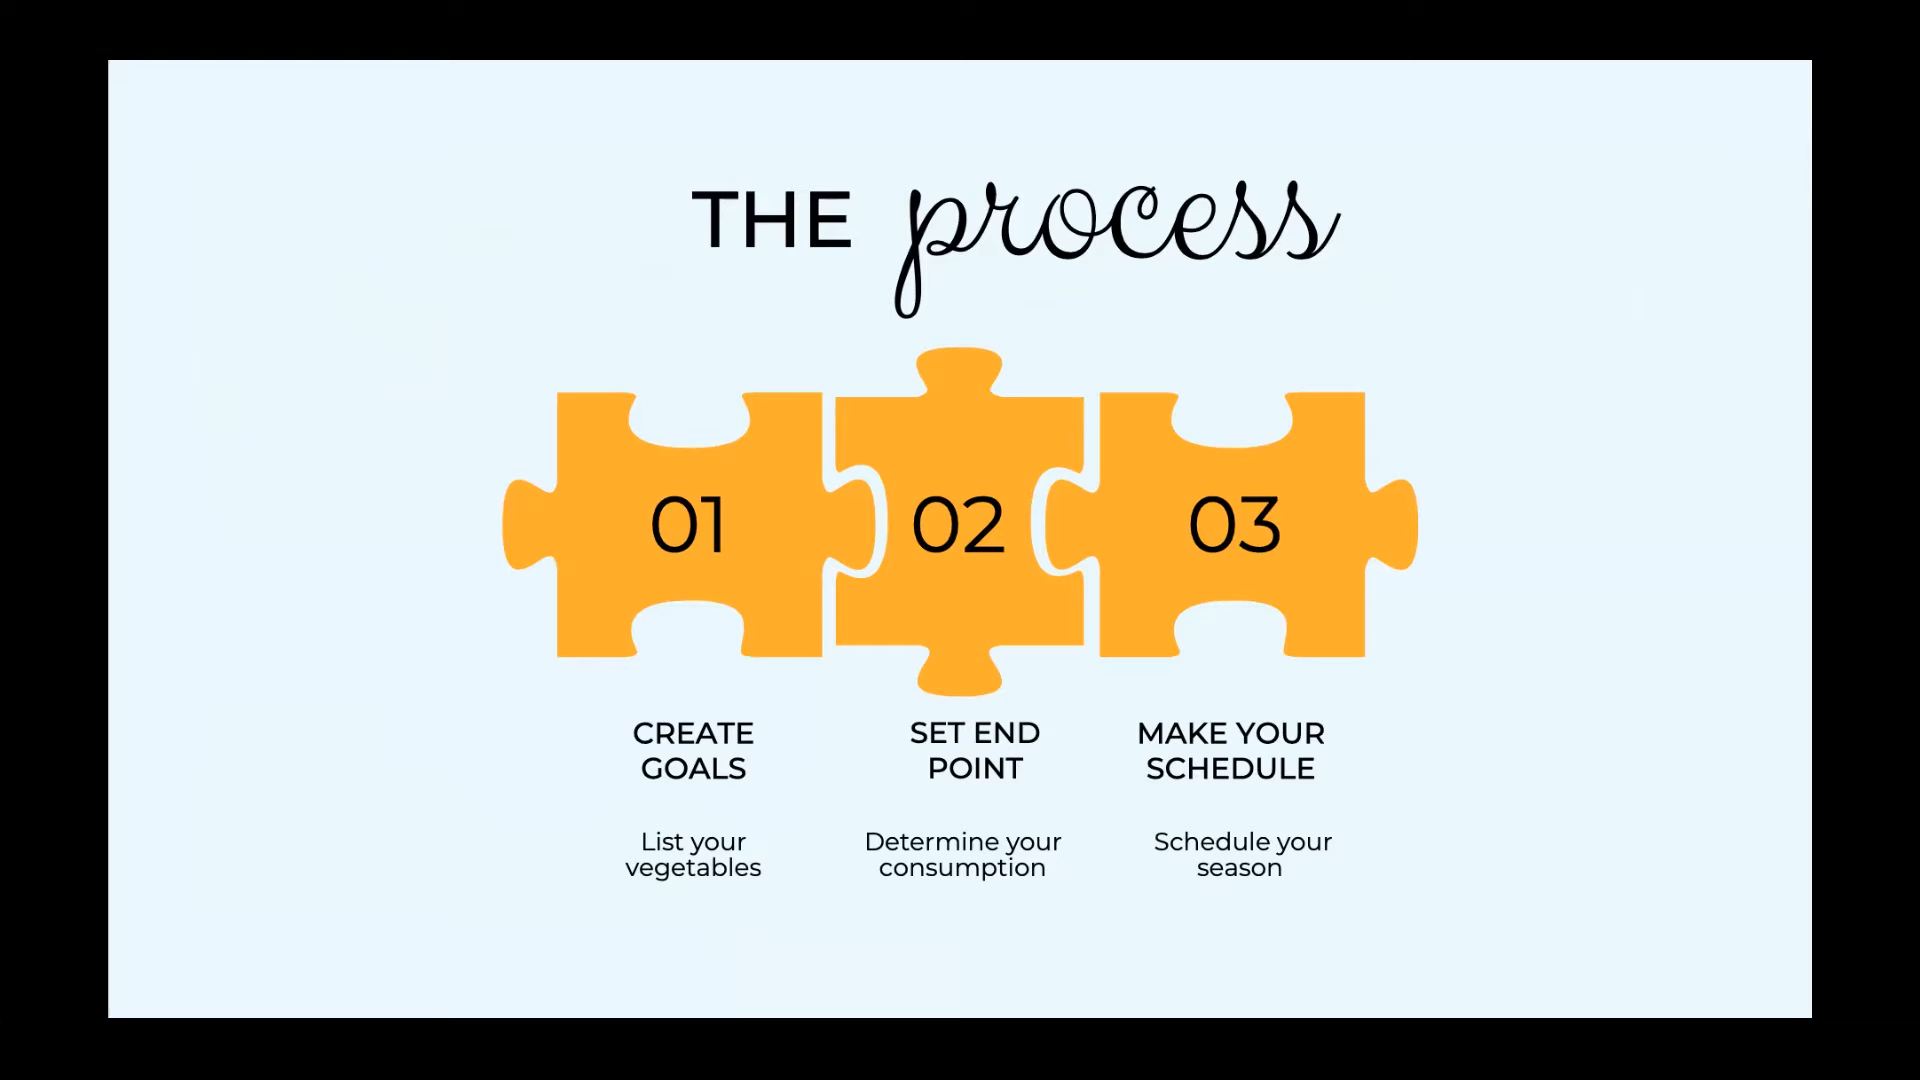 THE process
01 02 03
CREATE
GOALS
SET END
POINT
MAKE YOUR
SCHEDULE
List your
vegetables
Determine your
consumption
Schedule your
season